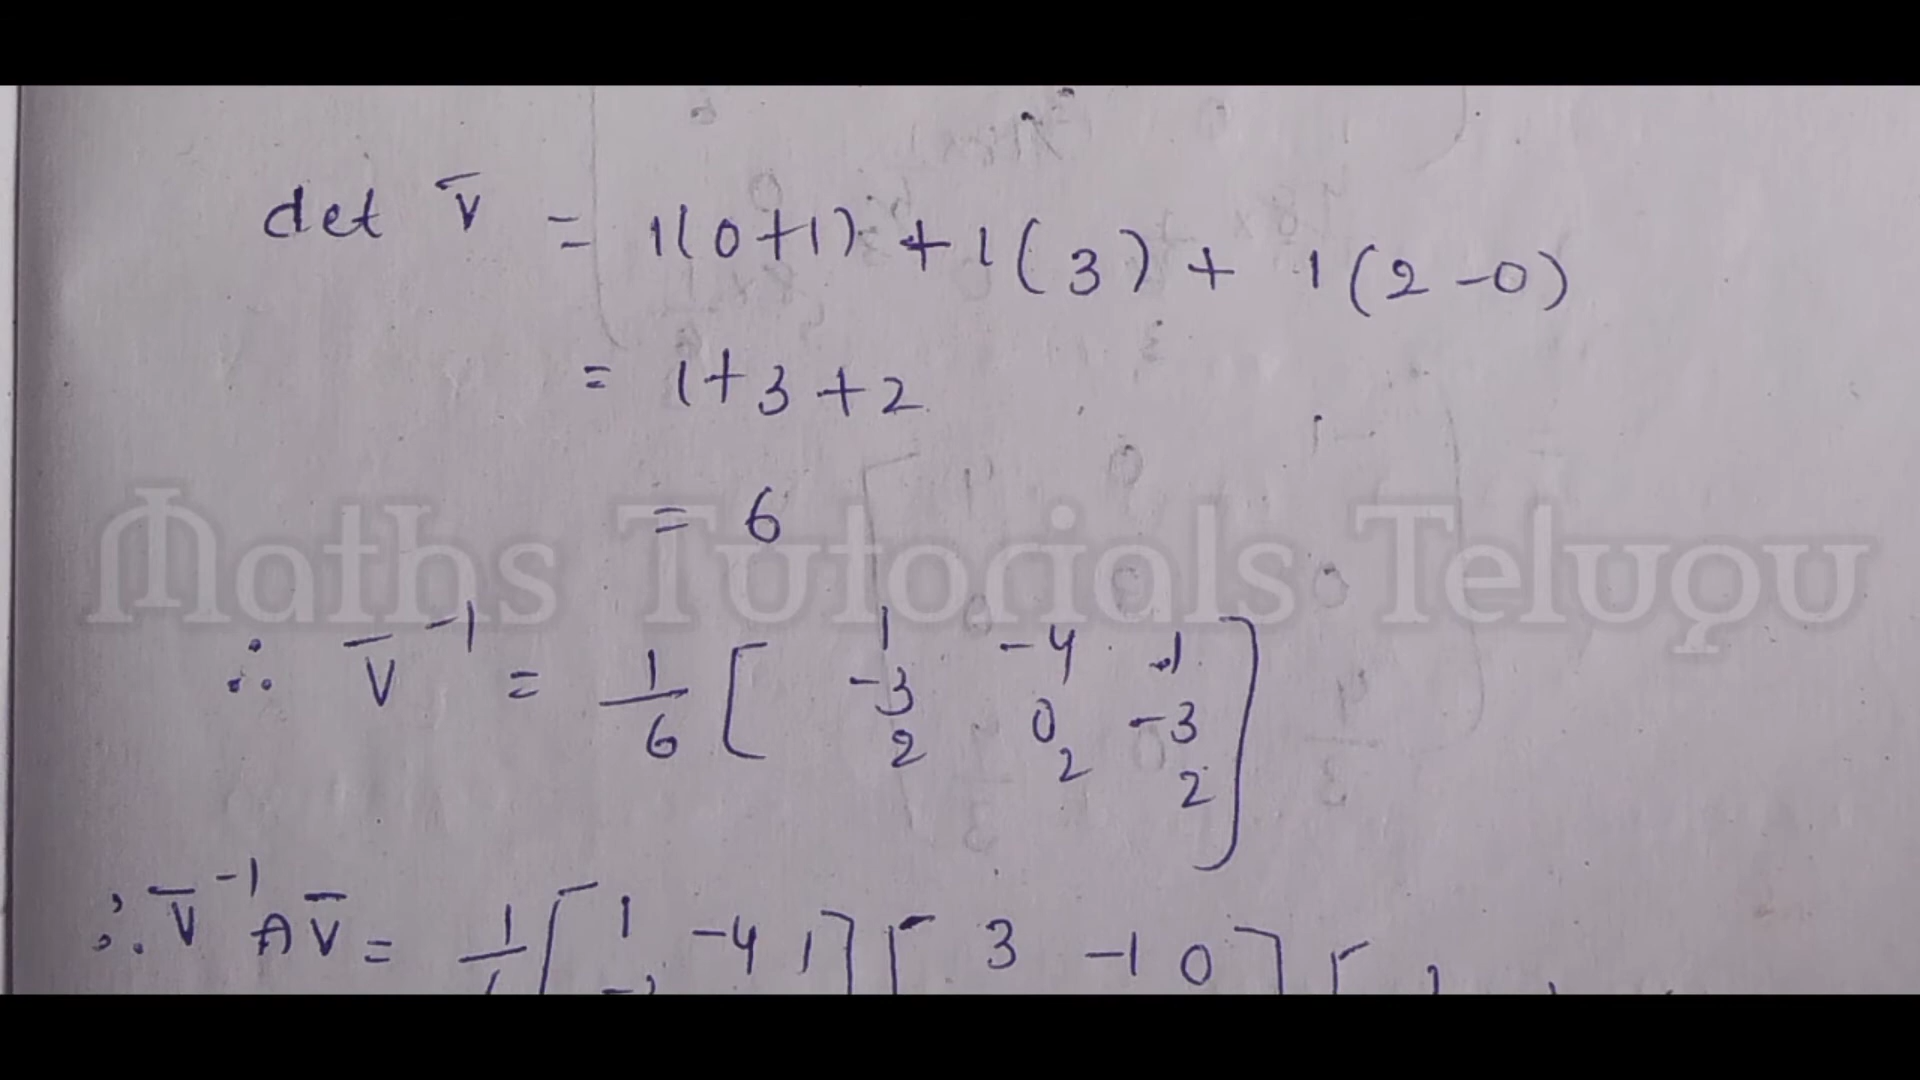 det V̄ = 1(0+1) + 1(3) + 1(2-0)
= 1+3+2
= 6
Maths Tutorials Telugu
∴ V̄⁻¹ = 1/6 [ 1 -4 1
-3 0 -3
2 2 2 ]
∴ V̄⁻¹ A V̄ = 1 [ 1 -4 1 ] [ 3 -1 0 ] [